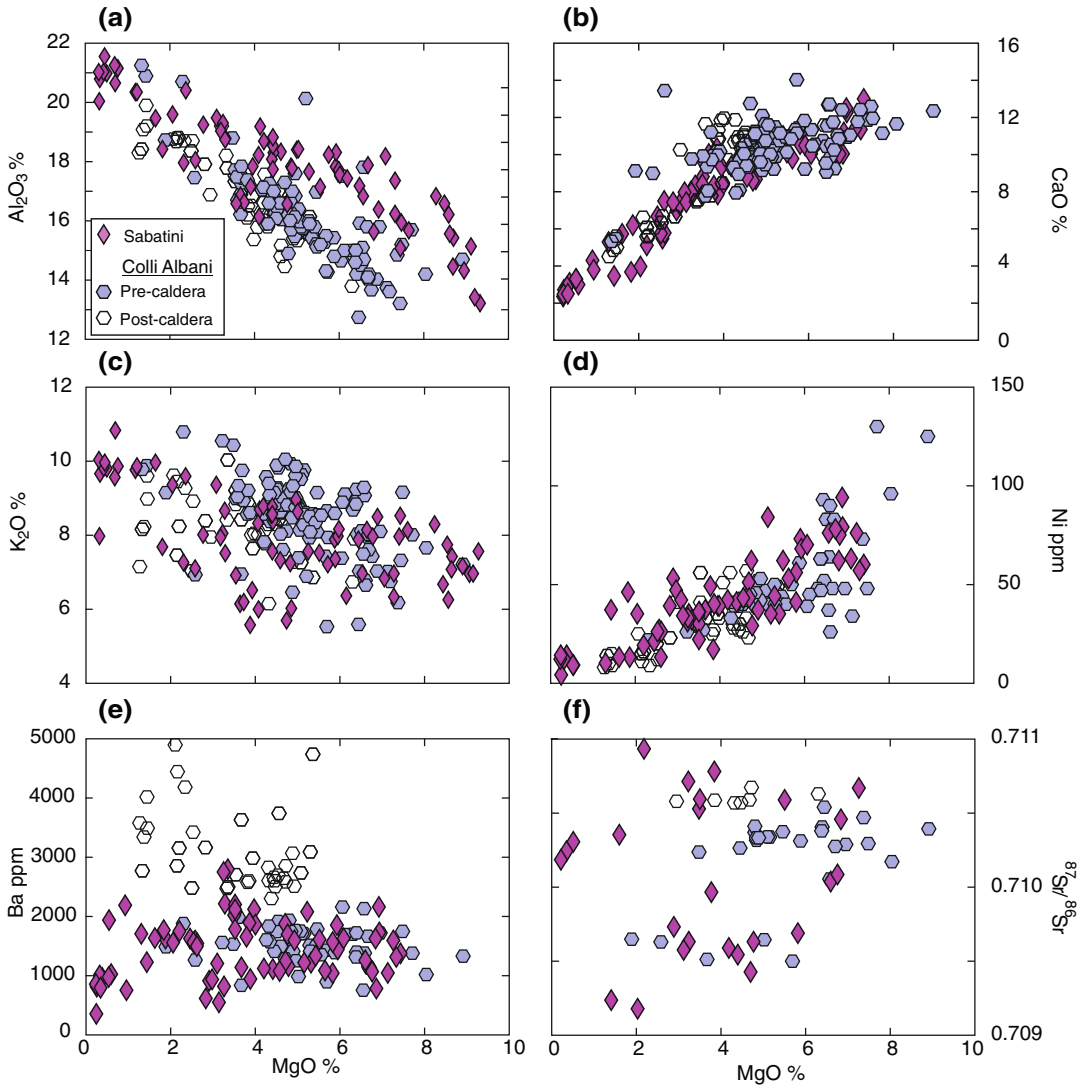 (a)
(b)
22
20
18
16
14
12
Al2O3 %
Sabatini
Colli Albani
Pre-caldera
Post-caldera
16
12
8
4
0
CaO %
(c)
(d)
12
10
8
6
4
K2O %
150
100
50
0
Ni ppm
(e)
(f)
5000
4000
3000
2000
1000
0
Ba ppm
0.711
0.710
0.709
87Sr/86Sr
0 2 4 6 8 10
MgO %
0 2 4 6 8 10
MgO %